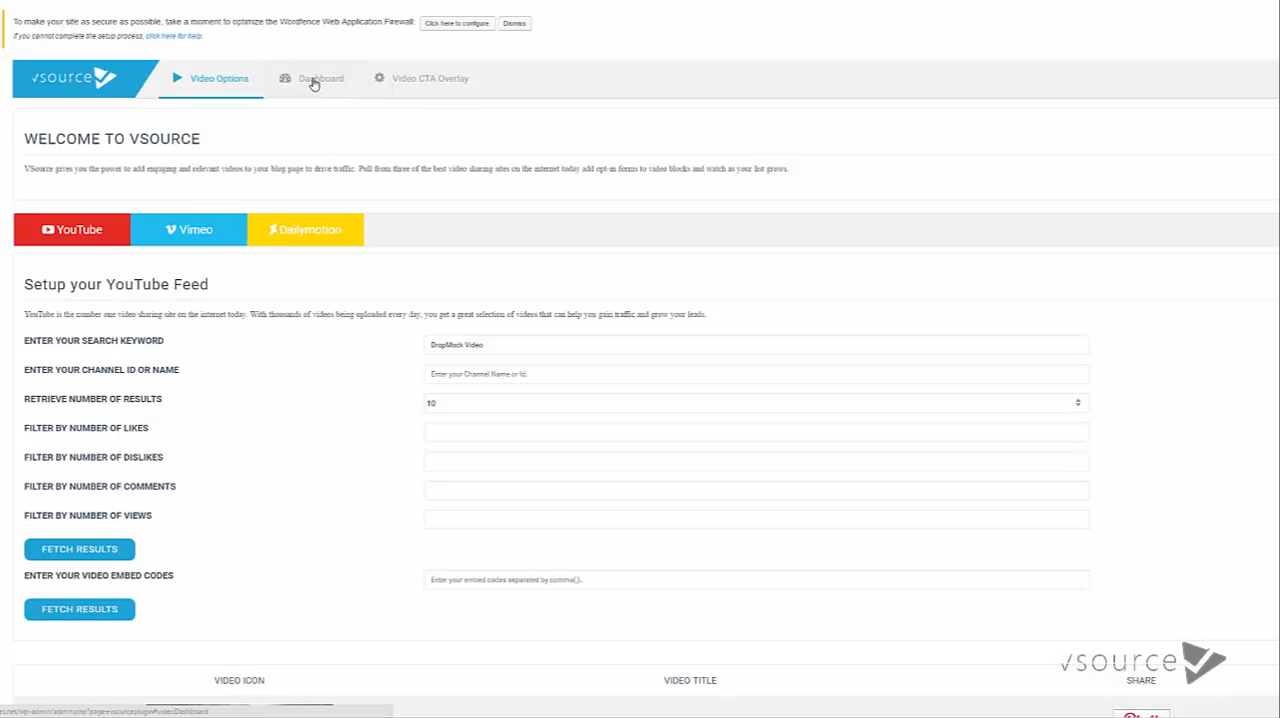 To make your site as secure as possible, take a moment to optimize the Wordfence Web Application Firewall: Click here to configure. Dismiss
If you cannot complete the setup process, click here for help.
vsource Video Options Dashboard Video CTA Overlay
WELCOME TO VSOURCE
VSource gives you the power to add engaging and relevant videos to your blog page to drive traffic. Pull from three of the best video sharing sites on the internet today add opt-in forms to video blocks and watch as your list grows.
YouTube Vimeo Dailymotion
Setup your YouTube Feed
YouTube is the number one video sharing site on the internet today. With thousands of videos being uploaded every day, you get a great selection of videos that can help you gain traffic and grow your leads.
ENTER YOUR SEARCH KEYWORD DropMock Video
ENTER YOUR CHANNEL ID OR NAME Enter your Channel Name or Id..
RETRIEVE NUMBER OF RESULTS 10
FILTER BY NUMBER OF LIKES
FILTER BY NUMBER OF DISLIKES
FILTER BY NUMBER OF COMMENTS
FILTER BY NUMBER OF VIEWS
FETCH RESULTS
ENTER YOUR VIDEO EMBED CODES Enter your embed codes separated by comma(,)..
FETCH RESULTS
vsource
VIDEO ICON VIDEO TITLE SHARE
es.net/wp-admin/admin.php?page=vsourceplugin#videoDashboard